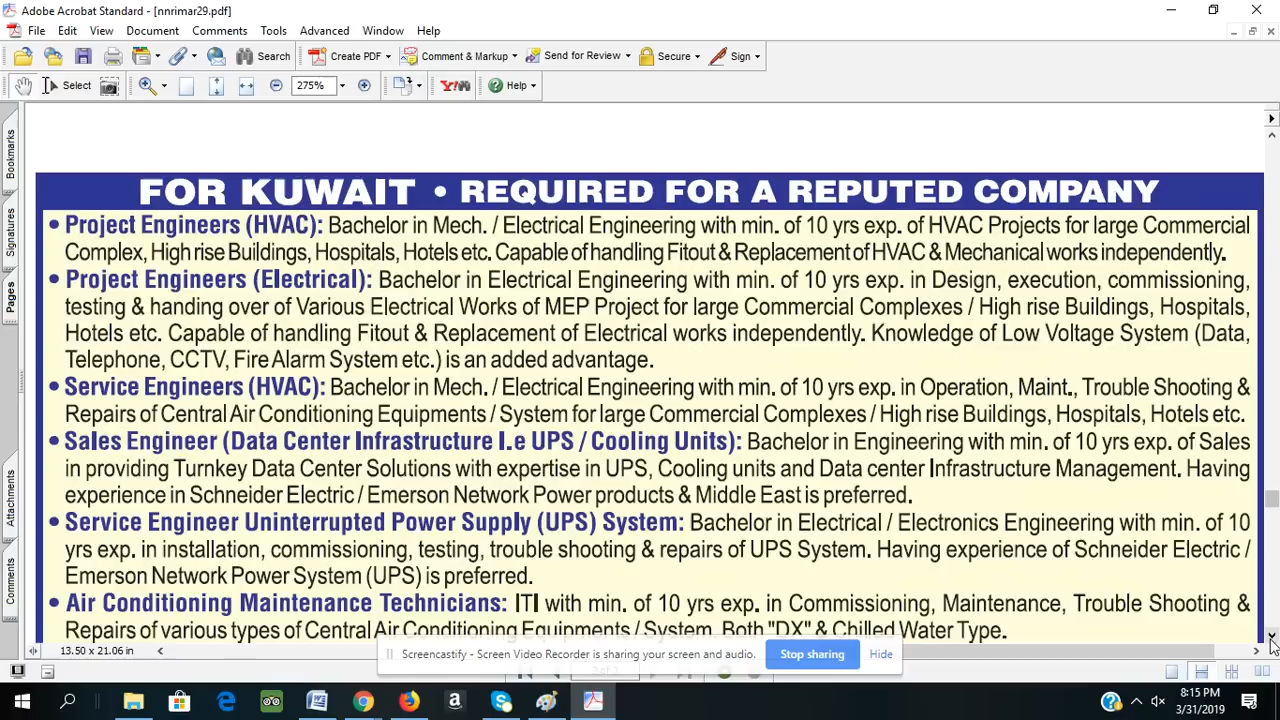 Adobe Acrobat Standard - [nnrimar29.pdf]
File Edit View Document Comments Tools Advanced Window Help
Search Create PDF Comment & Markup Send for Review Secure Sign
Select 275% Y! Help
Bookmarks
Signatures
Pages
Attachments
Comments
FOR KUWAIT • REQUIRED FOR A REPUTED COMPANY
• Project Engineers (HVAC): Bachelor in Mech. / Electrical Engineering with min. of 10 yrs exp. of HVAC Projects for large Commercial
Complex, High rise Buildings, Hospitals, Hotels etc. Capable of handling Fitout & Replacement of HVAC & Mechanical works independently.
• Project Engineers (Electrical): Bachelor in Electrical Engineering with min. of 10 yrs exp. in Design, execution, commissioning,
testing & handing over of Various Electrical Works of MEP Project for large Commercial Complexes / High rise Buildings, Hospitals,
Hotels etc. Capable of handling Fitout & Replacement of Electrical works independently. Knowledge of Low Voltage System (Data,
Telephone, CCTV, Fire Alarm System etc.) is an added advantage.
• Service Engineers (HVAC): Bachelor in Mech. / Electrical Engineering with min. of 10 yrs exp. in Operation, Maint., Trouble Shooting &
Repairs of Central Air Conditioning Equipments / System for large Commercial Complexes / High rise Buildings, Hospitals, Hotels etc.
• Sales Engineer (Data Center Infrastructure I.e UPS / Cooling Units): Bachelor in Engineering with min. of 10 yrs exp. of Sales
in providing Turnkey Data Center Solutions with expertise in UPS, Cooling units and Data center Infrastructure Management. Having
experience in Schneider Electric / Emerson Network Power products & Middle East is preferred.
• Service Engineer Uninterrupted Power Supply (UPS) System: Bachelor in Electrical / Electronics Engineering with min. of 10
yrs exp. in installation, commissioning, testing, trouble shooting & repairs of UPS System. Having experience of Schneider Electric /
Emerson Network Power System (UPS) is preferred.
• Air Conditioning Maintenance Technicians: ITI with min. of 10 yrs exp. in Commissioning, Maintenance, Trouble Shooting &
Repairs of various types of Central Air Conditioning Equipments / System. Both "DX" & Chilled Water Type.
13.50 x 21.06 in
Screencastify - Screen Video Recorder is sharing your screen and audio. Stop sharing Hide
8:15 PM
3/31/2019